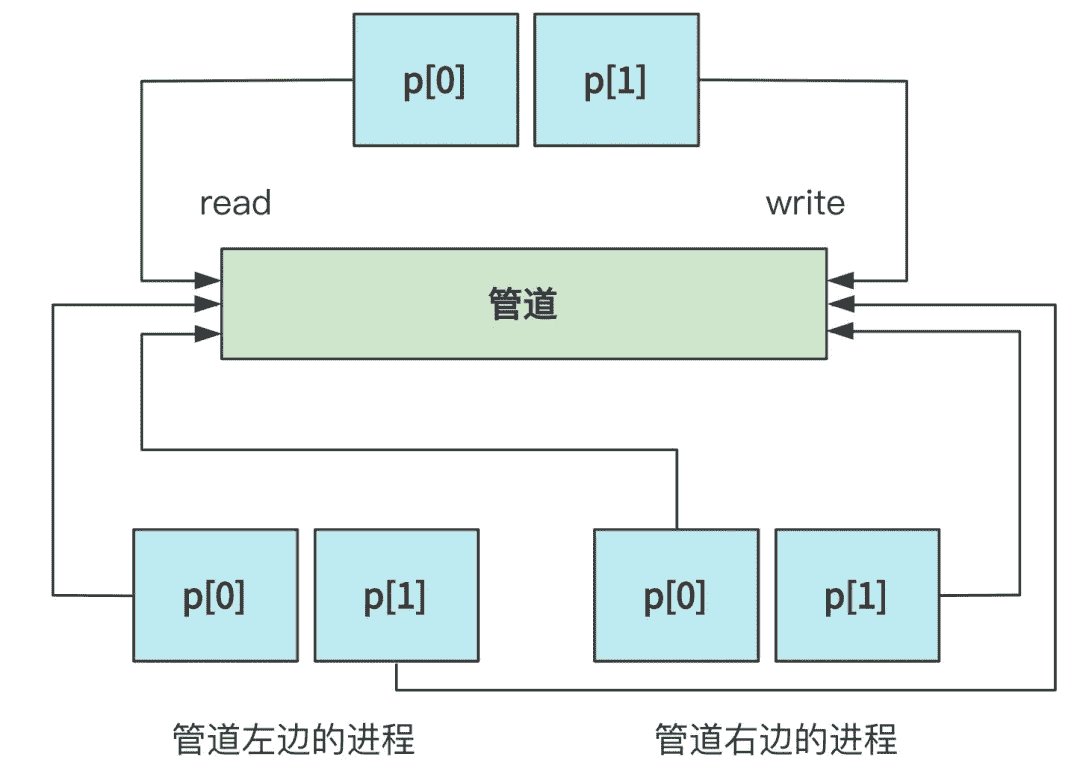 p[0] p[1]
read write
管道
p[0] p[1] p[0] p[1]
管道左边的进程 管道右边的进程